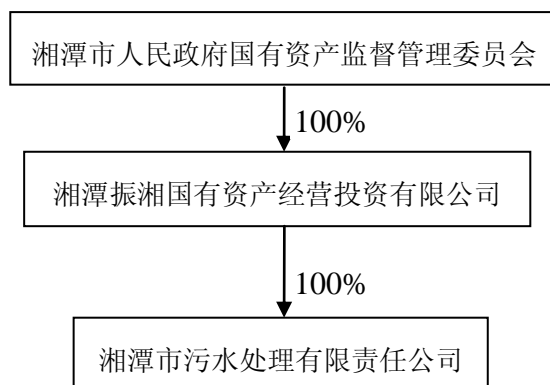 湘潭市人民政府国有资产监督管理委员会
100%
湘潭振湘国有资产经营投资有限公司
100%
湘潭市污水处理有限责任公司